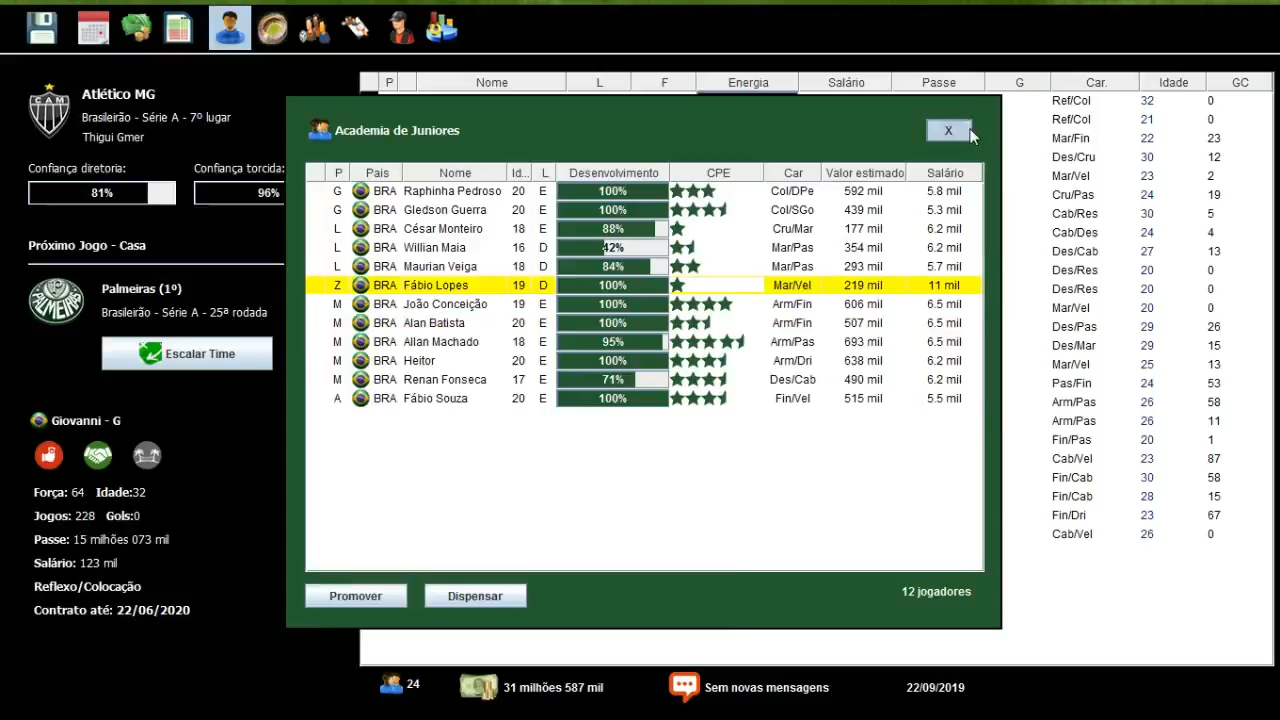 P Nome L F Energia Salário Passe G Car. Idade GC
CAM
Atlético MG
Brasileirão - Série A - 7º lugar
Thigui Gmer
Confiança diretoria: Confiança torcida:
81% 96%
Próximo Jogo - Casa
PALMEIRAS
Palmeiras (1º)
Brasileirão - Série A - 25ª rodada
Escalar Time
Giovanni - G
Força: 64 Idade:32
Jogos: 228 Gols:0
Passe: 15 milhões 073 mil
Salário: 123 mil
Reflexo/Colocação
Contrato até: 22/06/2020
Academia de Juniores X
P Pais Nome Id... L Desenvolvimento CPE Car Valor estimado Salário
G BRA Raphinha Pedroso 20 E 100% Col/DPe 592 mil 5.8 mil
G BRA Gledson Guerra 20 E 100% Col/SGo 439 mil 5.3 mil
L BRA César Monteiro 18 E 88% Cru/Mar 177 mil 6.2 mil
L BRA Willian Maia 16 D 42% Mar/Pas 354 mil 6.2 mil
L BRA Maurian Veiga 18 D 84% Mar/Pas 293 mil 5.7 mil
Z BRA Fábio Lopes 19 D 100% Mar/Vel 219 mil 11 mil
M BRA João Conceição 19 E 100% Arm/Fin 606 mil 6.5 mil
M BRA Alan Batista 20 E 100% Arm/Fin 507 mil 6.5 mil
M BRA Allan Machado 18 E 95% Arm/Pas 693 mil 6.5 mil
M BRA Heitor 20 E 100% Arm/Dri 638 mil 6.2 mil
M BRA Renan Fonseca 17 E 71% Des/Cab 490 mil 6.2 mil
A BRA Fábio Souza 20 E 100% Fin/Vel 515 mil 5.5 mil
Promover Dispensar 12 jogadores
Ref/Col 32 0
Ref/Col 21 0
Mar/Fin 22 23
Des/Cru 30 12
Mar/Vel 23 2
Cru/Pas 24 19
Cab/Res 30 5
Cab/Des 24 4
Des/Cab 27 13
Des/Res 20 0
Des/Res 20 0
Mar/Vel 20 0
Des/Pas 29 26
Des/Mar 29 15
Mar/Vel 25 13
Pas/Fin 24 53
Arm/Pas 26 58
Arm/Pas 26 11
Fin/Pas 20 1
Cab/Vel 23 87
Fin/Cab 30 58
Fin/Cab 28 15
Fin/Dri 23 67
Cab/Vel 26 0
24 31 milhões 587 mil Sem novas mensagens 22/09/2019